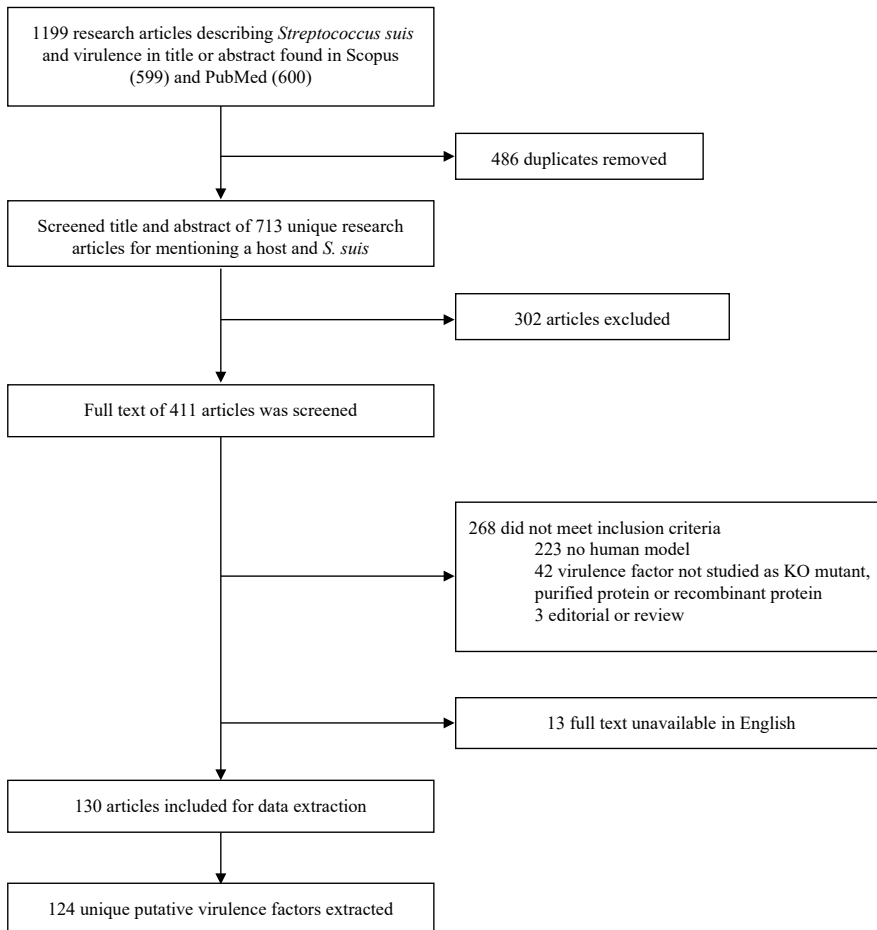 1199 research articles describing Streptococcus suis
and virulence in title or abstract found in Scopus
(599) and PubMed (600)
486 duplicates removed
Screened title and abstract of 713 unique research
articles for mentioning a host and S. suis
302 articles excluded
Full text of 411 articles was screened
268 did not meet inclusion criteria
223 no human model
42 virulence factor not studied as KO mutant,
purified protein or recombinant protein
3 editorial or review
13 full text unavailable in English
130 articles included for data extraction
124 unique putative virulence factors extracted